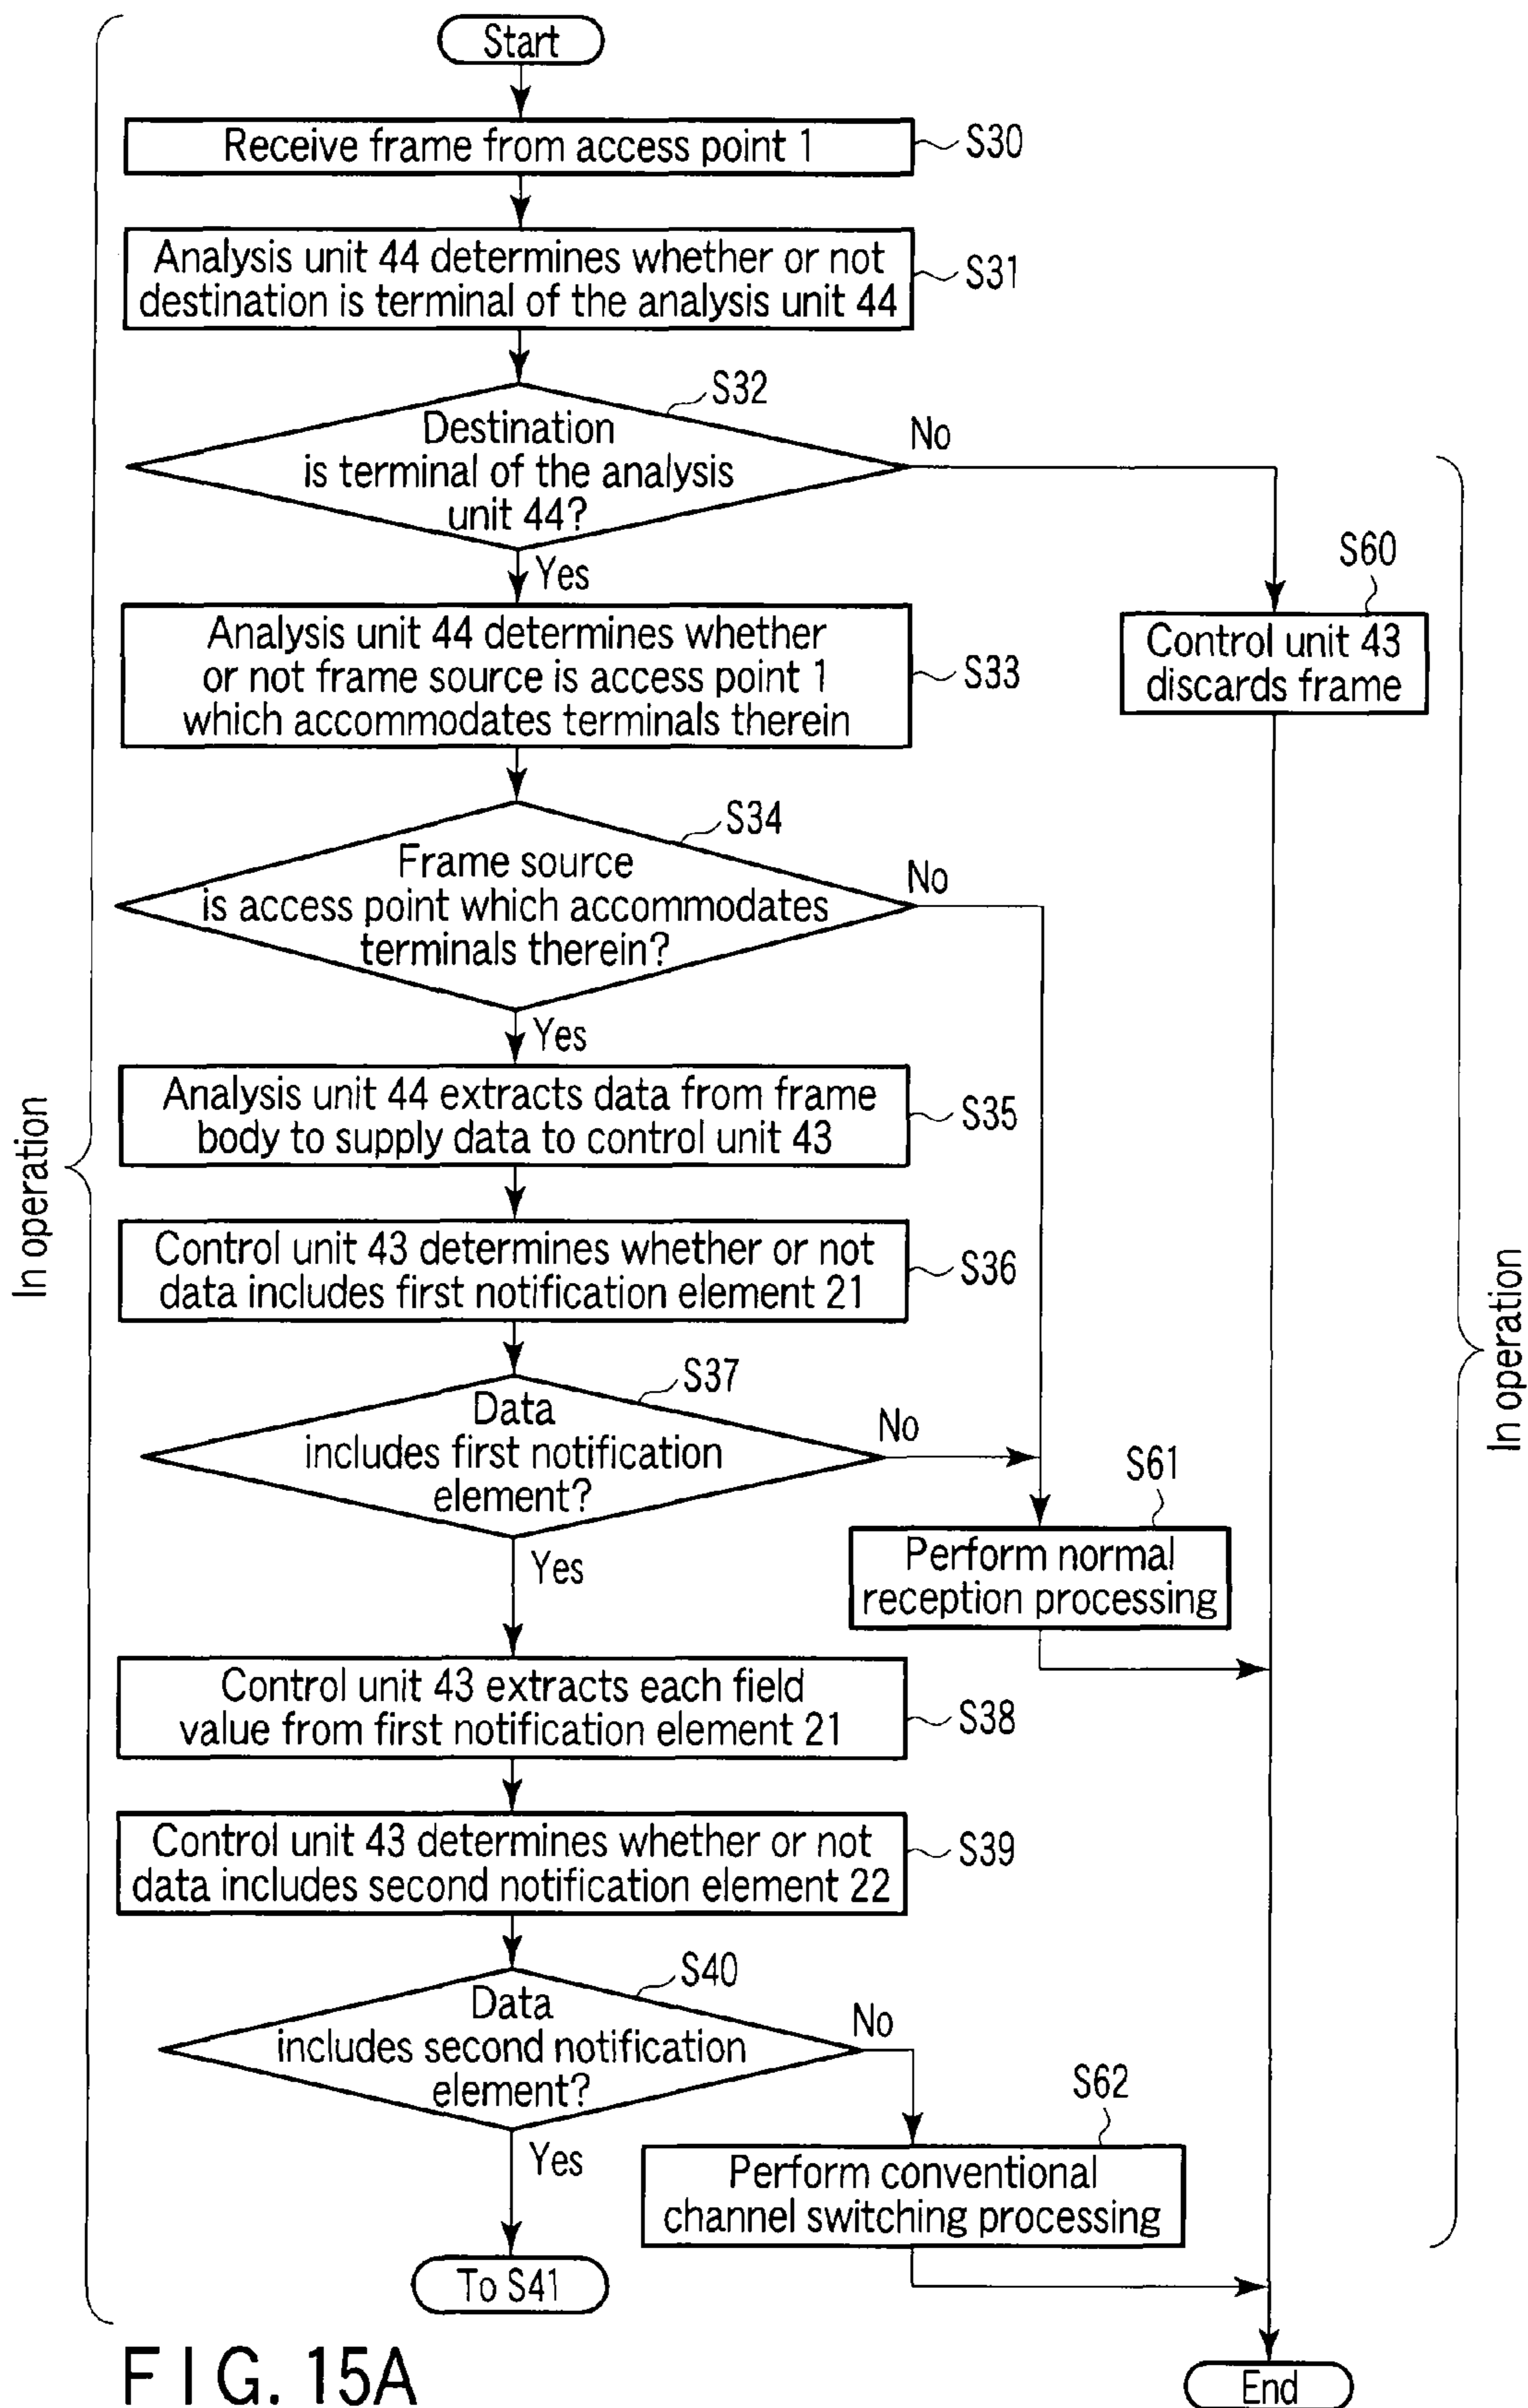 Start
Receive frame from access point 1
S30
Analysis unit 44 determines whether or not
destination is terminal of the analysis unit 44
S31
S32
Destination
is terminal of the analysis
unit 44?
No
Yes
S60
Control unit 43
discards frame
Analysis unit 44 determines whether
or not frame source is access point 1
which accommodates terminals therein
S33
S34
Frame source
is access point which accommodates
terminals therein?
No
Yes
Analysis unit 44 extracts data from frame
body to supply data to control unit 43
S35
In operation
Control unit 43 determines whether or not
data includes first notification element 21
S36
In operation
S37
Data
includes first notification
element?
No
Yes
S61
Perform normal
reception processing
Control unit 43 extracts each field
value from first notification element 21
S38
Control unit 43 determines whether or not
data includes second notification element 22
S39
S40
Data
includes second notification
element?
No
Yes
S62
Perform conventional
channel switching processing
To S41
End
FIG. 15A